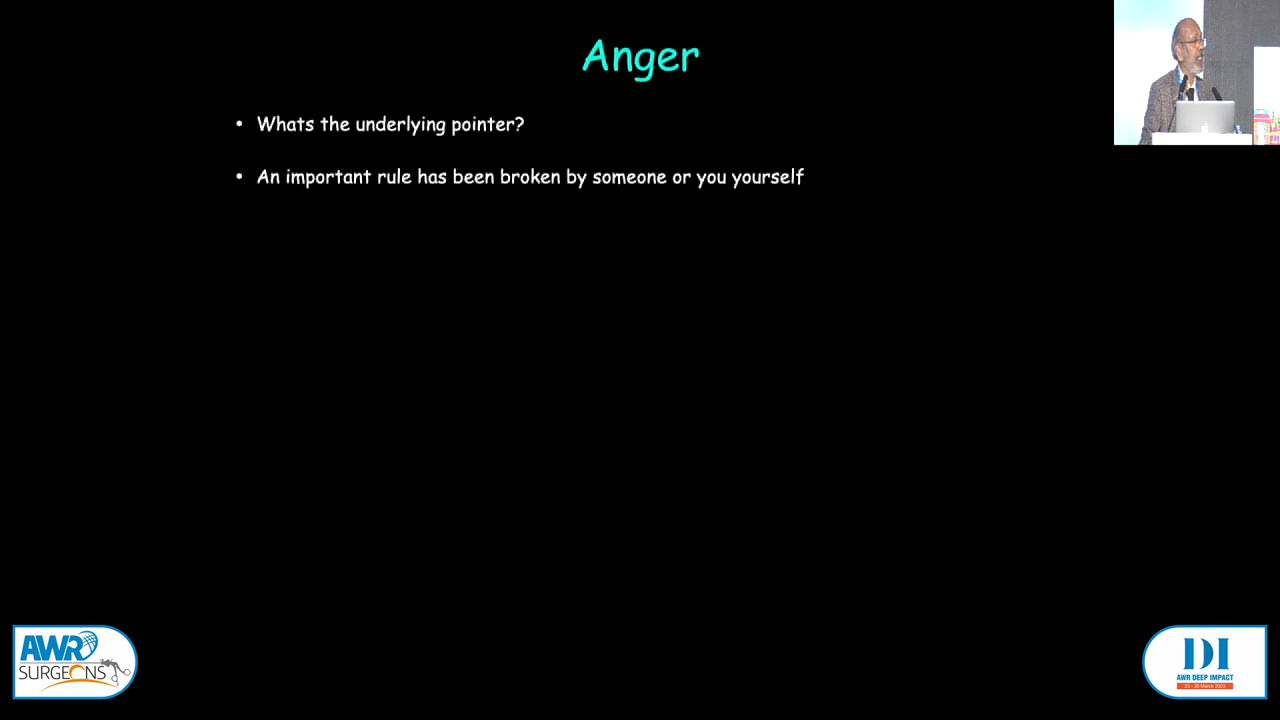 Anger
• Whats the underlying pointer?
• An important rule has been broken by someone or you yourself
AWR
SURGEONS
DI
AWR DEEP IMPACT